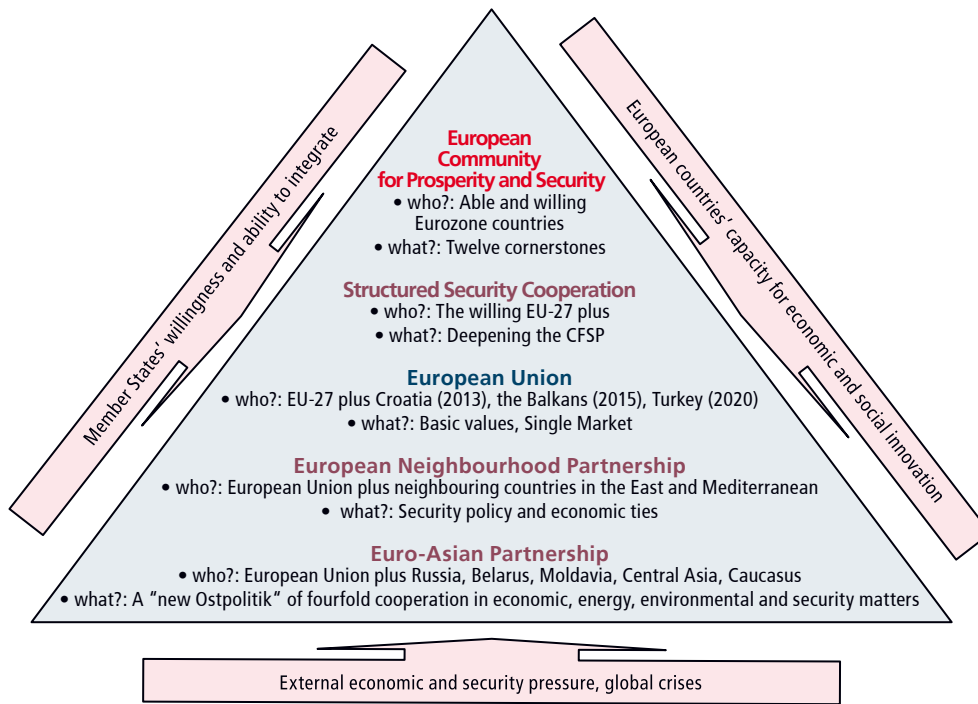 European
Community
for Prosperity and Security
• who?: Able and willing
Eurozone countries
• what?: Twelve cornerstones
Structured Security Cooperation
• who?: The willing EU-27 plus
• what?: Deepening the CFSP
European Union
• who?: EU-27 plus Croatia (2013), the Balkans (2015), Turkey (2020)
• what?: Basic values, Single Market
European Neighbourhood Partnership
• who?: European Union plus neighbouring countries in the East and Mediterranean
• what?: Security policy and economic ties
Euro-Asian Partnership
• who?: European Union plus Russia, Belarus, Moldavia, Central Asia, Caucasus
• what?: A "new Ostpolitik" of fourfold cooperation in economic, energy, environmental and security matters
Member States' willingness and ability to integrate
European countries' capacity for economic and social innovation
External economic and security pressure, global crises